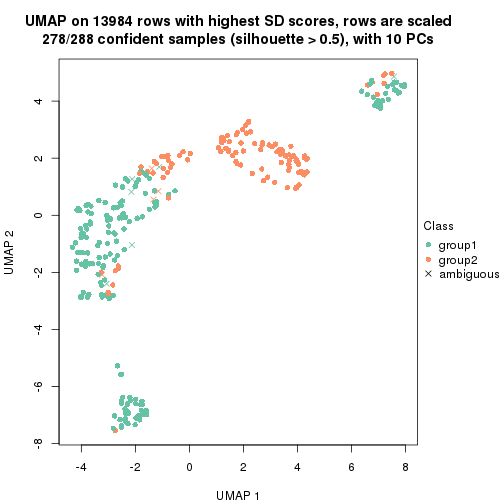 UMAP on 13984 rows with highest SD scores, rows are scaled
278/288 confident samples (silhouette > 0.5), with 10 PCs
4
2
0
-2
-4
-6
-8
UMAP 2
-4 -2 0 2 4 6 8
UMAP 1
Class
group1
group2
ambiguous